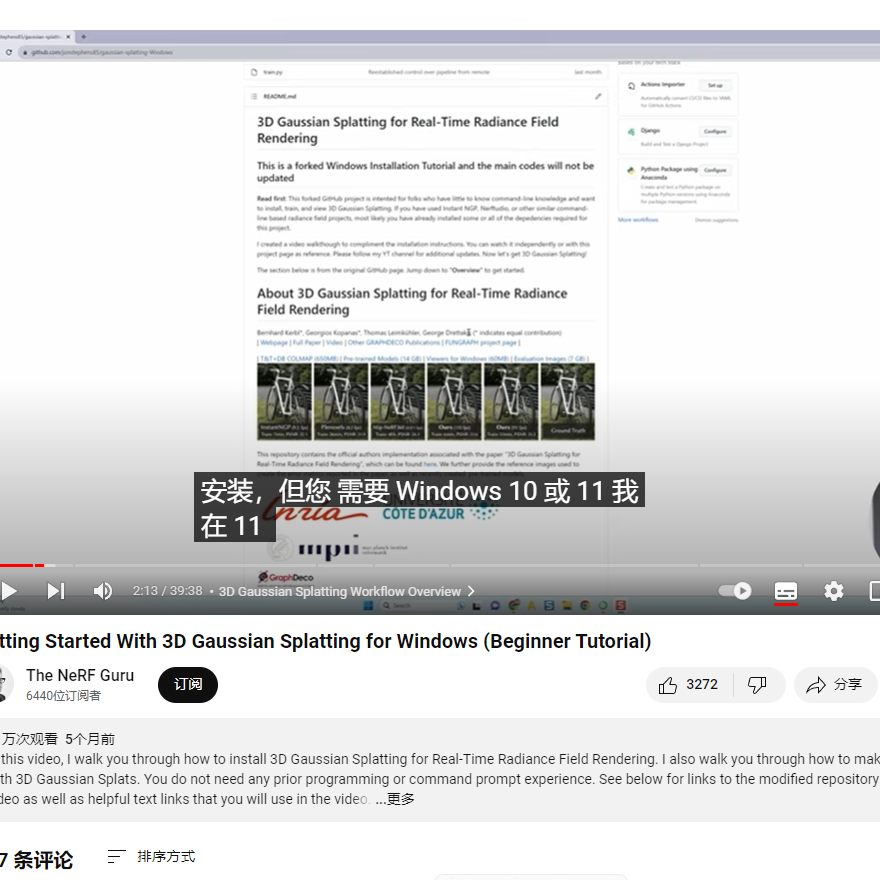 github.com/jonstephens85/gaussian-splatting-Windows
train.py Reestablished control over pipeline from remote last month
README.md
3D Gaussian Splatting for Real-Time Radiance Field
Rendering
This is a forked Windows Installation Tutorial and the main codes will not be
updated
Read first: This forked GitHub project is intended for folks who have little to know command-line knowledge and want
to install, train, and view 3D Gaussian Splatting. If you have used Instant NGP, Nerfstudio, or other similar command-
line based radiance field projects, most likely you have already installed some or all of the dependencies required for
this project.
I created a video walkthough to compliment the installation instructions. You can watch it independently or with this
project page as reference. Please follow my YT channel for additional updates. Now let's get 3D Gaussian Splatting!
The section below is from the original GitHub page. Jump down to "Overview" to get started.
About 3D Gaussian Splatting for Real-Time Radiance
Field Rendering
Bernhard Kerbl*, Georgios Kopanas*, Thomas Leimkühler, George Drettakis (* indicates equal contribution)
| Webpage | Full Paper | Video | Other GRAPHDECO Publications | FUNGRAPH project page |
| T&T+DB COLMAP (650MB) | Pre-trained Models (14 GB) | Viewers for Windows (60MB) | Evaluation Images (7 GB) |
InstantNGP Plenoxels Mip-NeRF360 Ours Ours Ground Truth
This repository contains the official authors implementation associated with the paper "3D Gaussian Splatting for
Real-Time Radiance Field Rendering", which can be found here. We further provide the reference images used to
Actions Importer Set up
Automatically convert CI/CD files to YAML
for GitHub Actions.
Django Configure
Build and Test a Django Project
Python Package using Configure
Anaconda
Create and test a Python package on
multiple Python versions using Anaconda
for package management.
More workflows Dismiss suggestions
安装，但您 需要 Windows 10 或 11 我
在 11
Inria
CÔTE D'AZUR
mpii max planck institut
informatik
GraphDeco
Search
2:13 / 39:38 • 3D Gaussian Splatting Workflow Overview
tting Started With 3D Gaussian Splatting for Windows (Beginner Tutorial)
The NeRF Guru
6440位订阅者
订阅
3272
分享
万次观看 5个月前
this video, I walk you through how to install 3D Gaussian Splatting for Real-Time Radiance Field Rendering. I also walk you through how to mak
th 3D Gaussian Splats. You do not need any prior programming or command prompt experience. See below for links to the modified repository
deo as well as helpful text links that you will use in the video. ...更多
7 条评论 排序方式